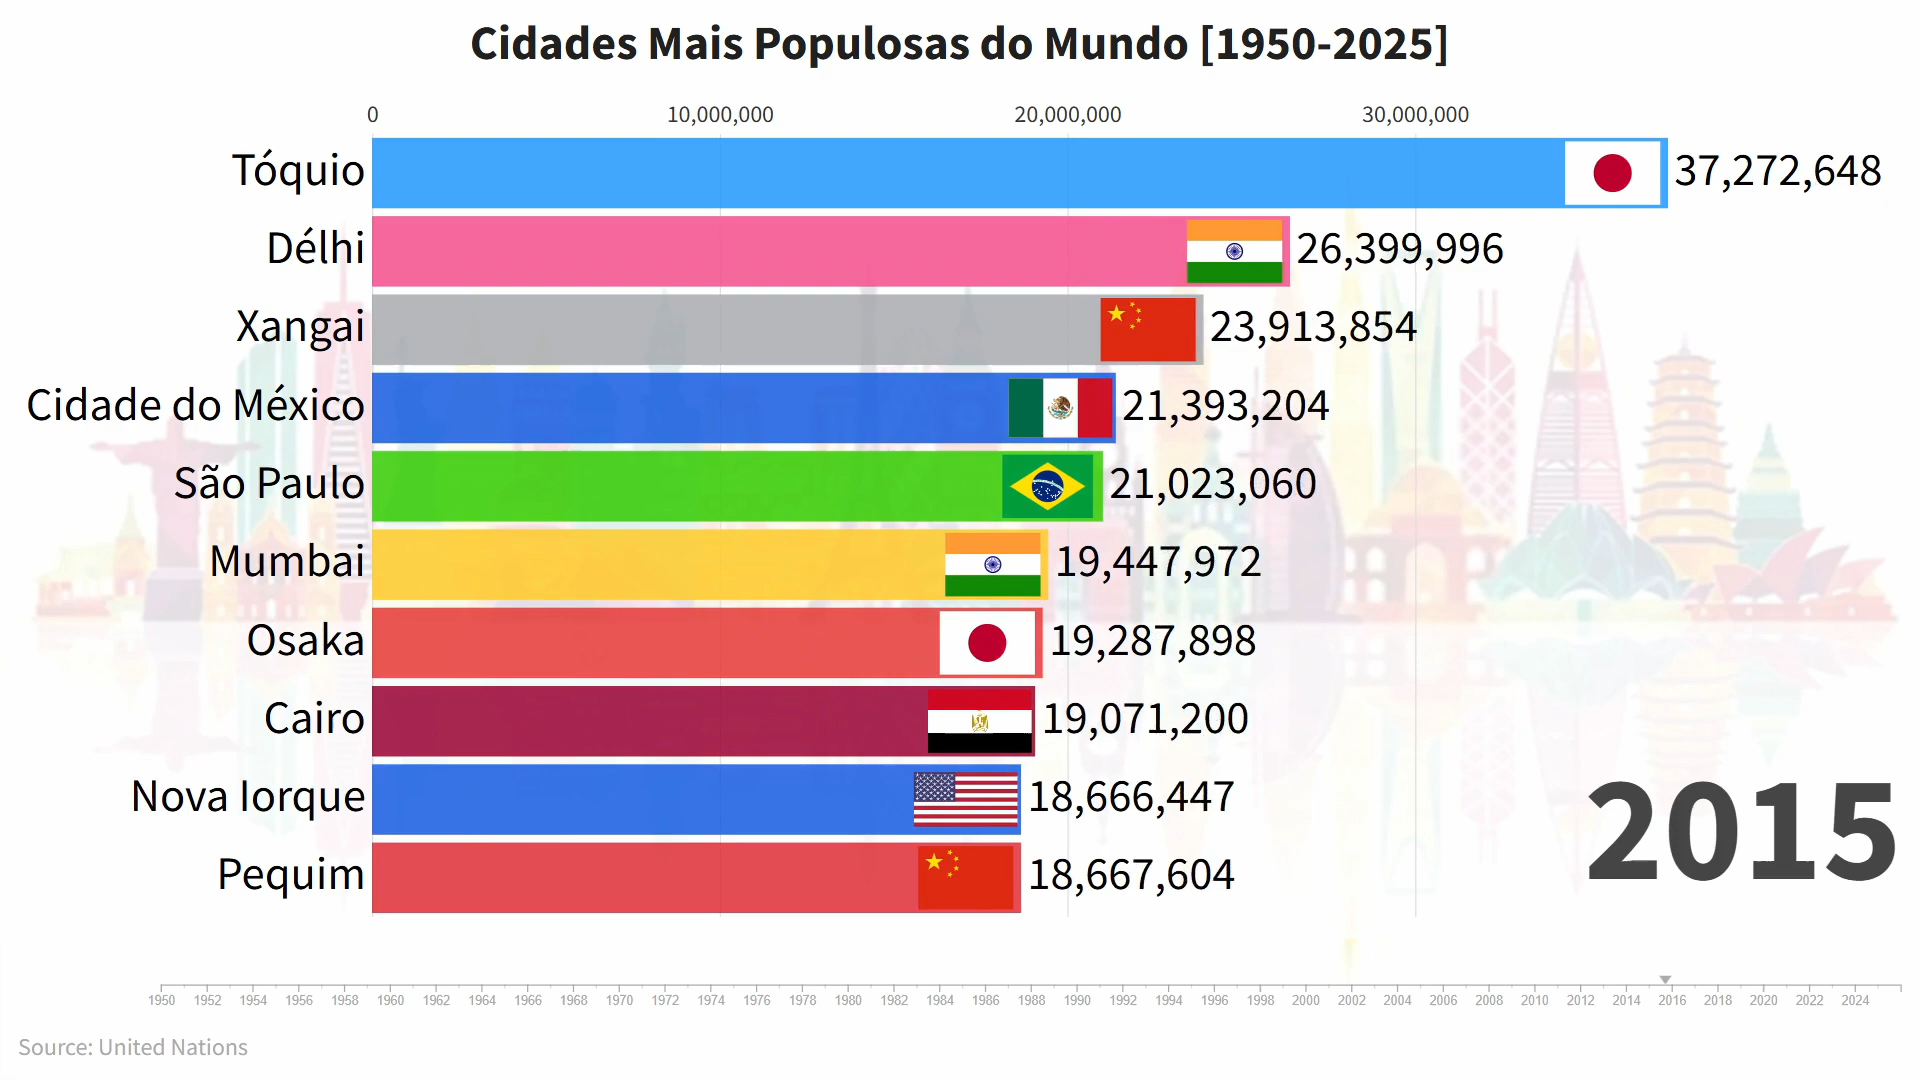 Cidades Mais Populosas do Mundo [1950-2025]
0 10,000,000 20,000,000 30,000,000
Tóquio 37,272,648
Délhi 26,399,996
Xangai 23,913,854
Cidade do México 21,393,204
São Paulo 21,023,060
Mumbai 19,447,972
Osaka 19,287,898
Cairo 19,071,200
Nova Iorque 18,666,447
Pequim 18,667,604
2015
1950 1952 1954 1956 1958 1960 1962 1964 1966 1968 1970 1972 1974 1976 1978 1980 1982 1984 1986 1988 1990 1992 1994 1996 1998 2000 2002 2004 2006 2008 2010 2012 2014 2016 2018 2020 2022 2024
Source: United Nations